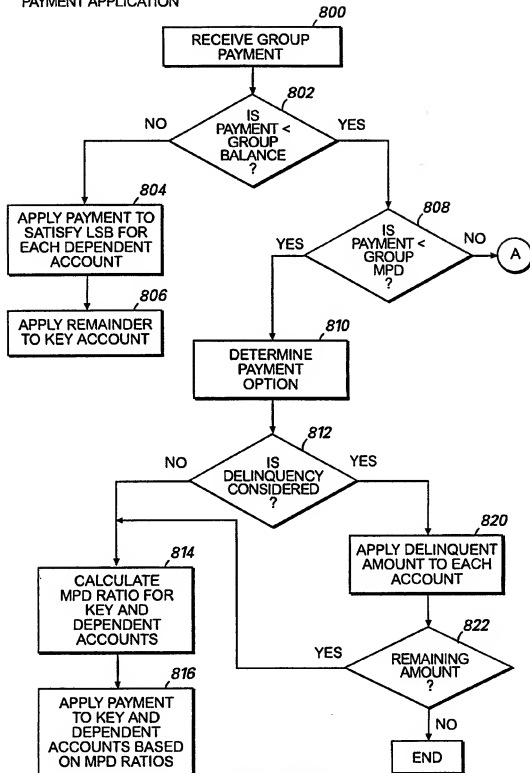 PAYMENT APPLICATION
800
RECEIVE GROUP
PAYMENT
802
IS
PAYMENT <
GROUP
BALANCE
?
NO
YES
804
APPLY PAYMENT TO
SATISFY LSB FOR
EACH DEPENDENT
ACCOUNT
806
APPLY REMAINDER
TO KEY ACCOUNT
808
IS
PAYMENT <
GROUP
MPD
?
YES
NO
A
810
DETERMINE
PAYMENT
OPTION
812
IS
DELINQUENCY
CONSIDERED
?
NO
YES
814
CALCULATE
MPD RATIO FOR
KEY AND
DEPENDENT
ACCOUNTS
816
APPLY PAYMENT
TO KEY AND
DEPENDENT
ACCOUNTS BASED
ON MPD RATIOS
820
APPLY DELINQUENT
AMOUNT TO EACH
ACCOUNT
822
REMAINING
AMOUNT
?
YES
NO
END